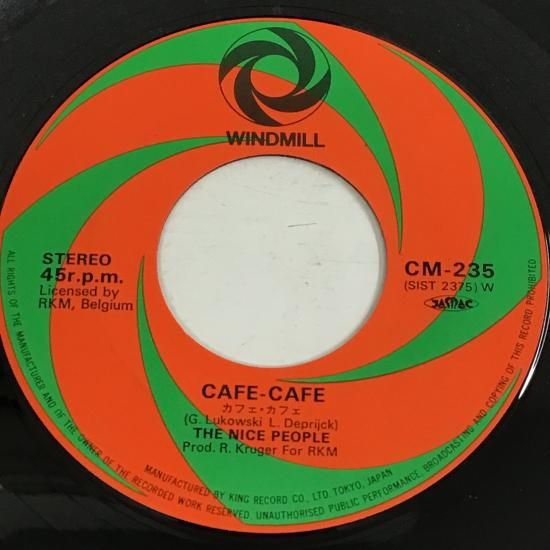 WINDMILL
STEREO
45r.p.m.
Licensed by
RKM, Belgium
CM-235
(SIST 2375) W
JASRAC
CAFE-CAFE
カフェ・カフェ
(G. Lukowski L. Deprijck)
THE NICE PEOPLE
Prod. R. Kruger For RKM
MANUFACTURED BY KING RECORD CO., LTD. TOKYO, JAPAN
ALL RIGHTS OF THE MANUFACTURER AND OF THE OWNER OF THE RECORDED WORK RESERVED. UNAUTHORISED PUBLIC PERFORMANCE, BROADCASTING AND COPYING OF THIS RECORD PROHIBITED